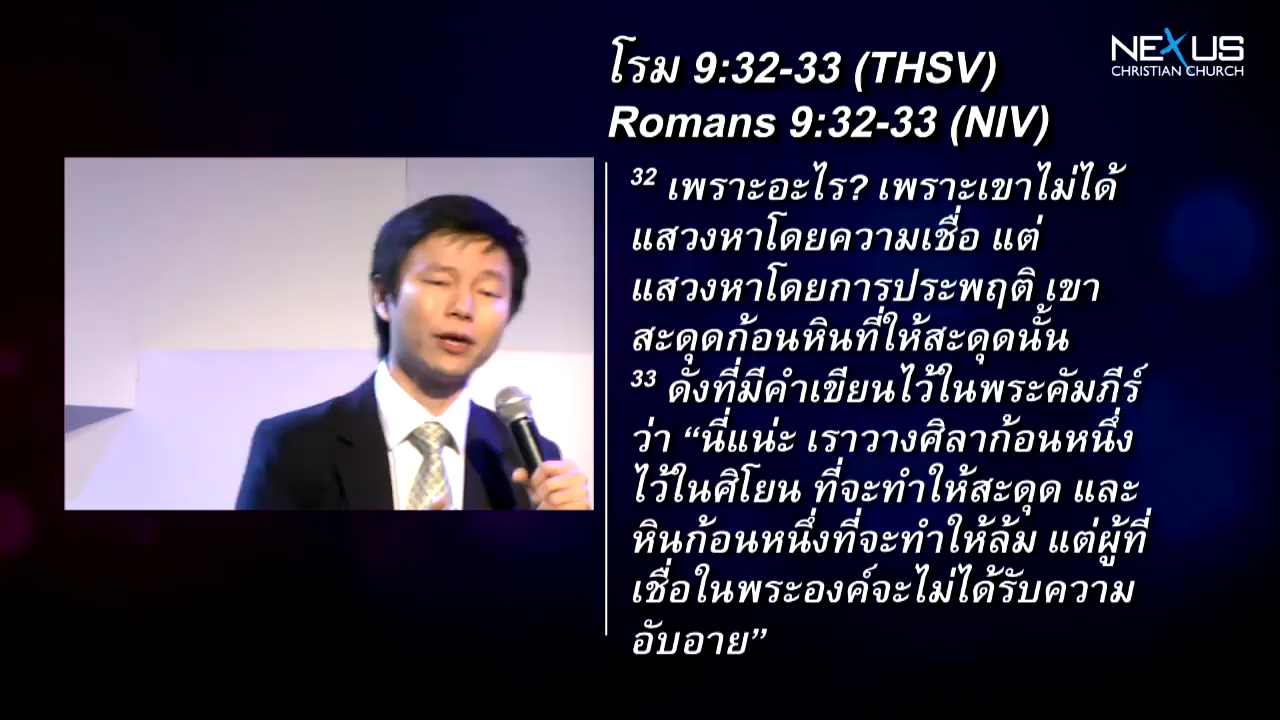 NEXUS
CHRISTIAN CHURCH
โรม 9:32-33 (THSV)
Romans 9:32-33 (NIV)
32 เพราะอะไร? เพราะเขาไม่ได้
แสวงหาโดยความเชื่อ แต่
แสวงหาโดยการประพฤติ เขา
สะดุดก้อนหินที่ให้สะดุดนั้น
33 ดังที่มีคำเขียนไว้ในพระคัมภีร์
ว่า “นี่แน่ะ เราวางศิลาก้อนหนึ่ง
ไว้ในศิโยน ที่จะทำให้สะดุด และ
หินก้อนหนึ่งที่จะทำให้ล้ม แต่ผู้ที่
เชื่อในพระองค์จะไม่ได้รับความ
อับอาย”